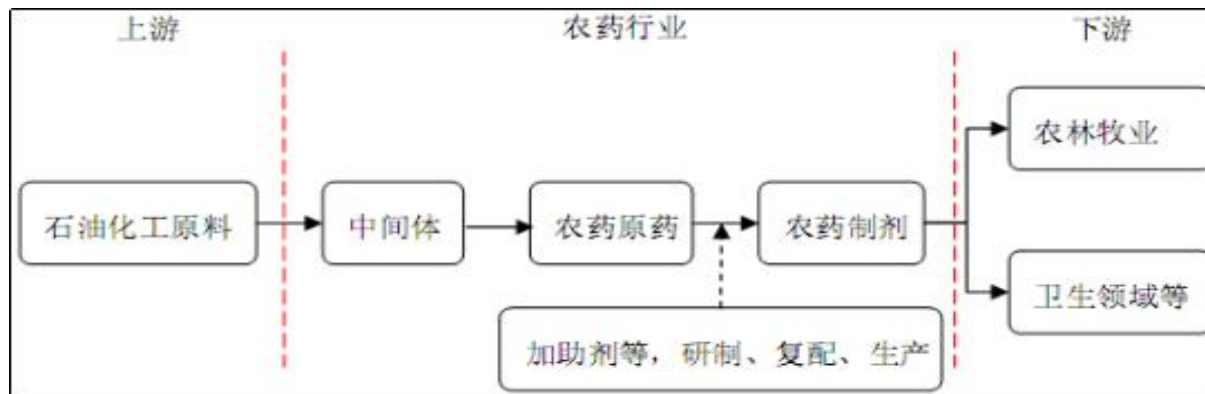 上游
农药行业
下游
农林牧业
石油化工原料
中间体
农药原药
农药制剂
卫生领域等
加助剂等，研制、复配、生产